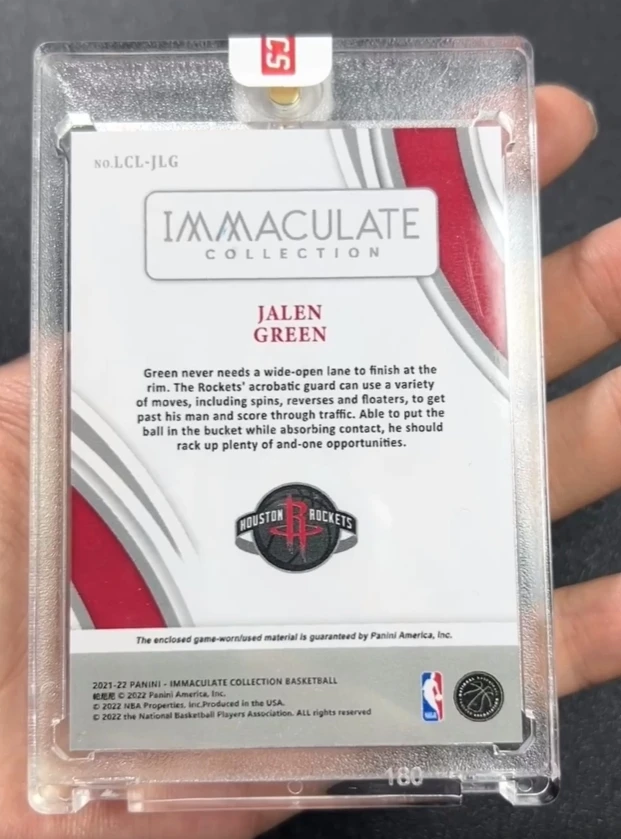 CS
NO.LCL-JLG
IMMACULATE
COLLECTION
JALEN
GREEN
Green never needs a wide-open lane to finish at the
rim. The Rockets' acrobatic guard can use a variety
of moves, including spins, reverses and floaters, to get
past his man and score through traffic. Able to put the
ball in the bucket while absorbing contact, he should
rack up plenty of and-one opportunities.
HOUSTON R ROCKETS
The enclosed game-worn/used material is guaranteed by Panini America, Inc.
2021-22 PANINI - IMMACULATE COLLECTION BASKETBALL
帕尼尼 © 2022 Panini America, Inc.
© 2022 NBA Properties, Inc.Produced in the USA.
© 2022 the National Basketball Players Association. ALL rights reserved
NBA
180